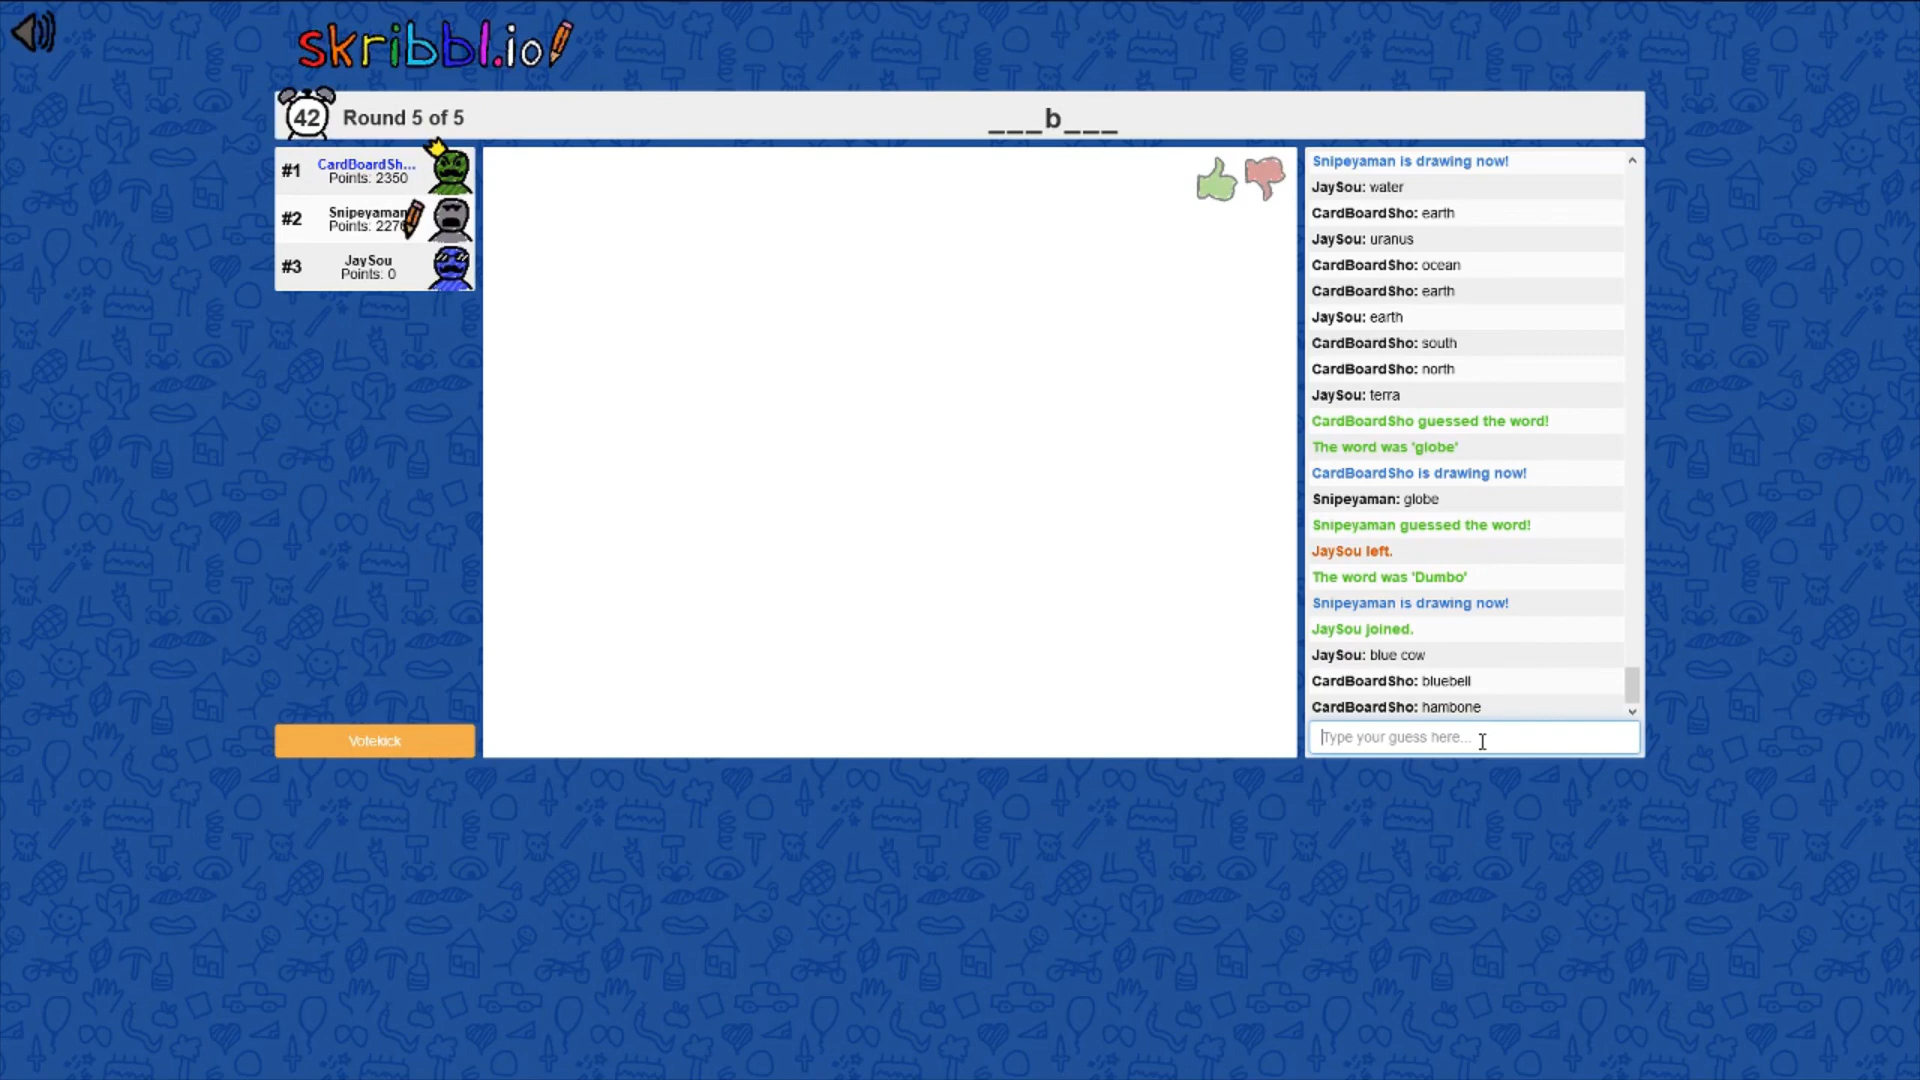 skribbl.io
42
Round 5 of 5
___b___
#1
CardBoardSh...
Points: 2350
#2
Snipeyaman
Points: 2270
#3
JaySou
Points: 0
Votekick
Snipeyaman is drawing now!
JaySou: water
CardBoardSho: earth
JaySou: uranus
CardBoardSho: ocean
CardBoardSho: earth
JaySou: earth
CardBoardSho: south
CardBoardSho: north
JaySou: terra
CardBoardSho guessed the word!
The word was 'globe'
CardBoardSho is drawing now!
Snipeyaman: globe
Snipeyaman guessed the word!
JaySou left.
The word was 'Dumbo'
Snipeyaman is drawing now!
JaySou joined.
JaySou: blue cow
CardBoardSho: bluebell
CardBoardSho: hambone
Type your guess here...